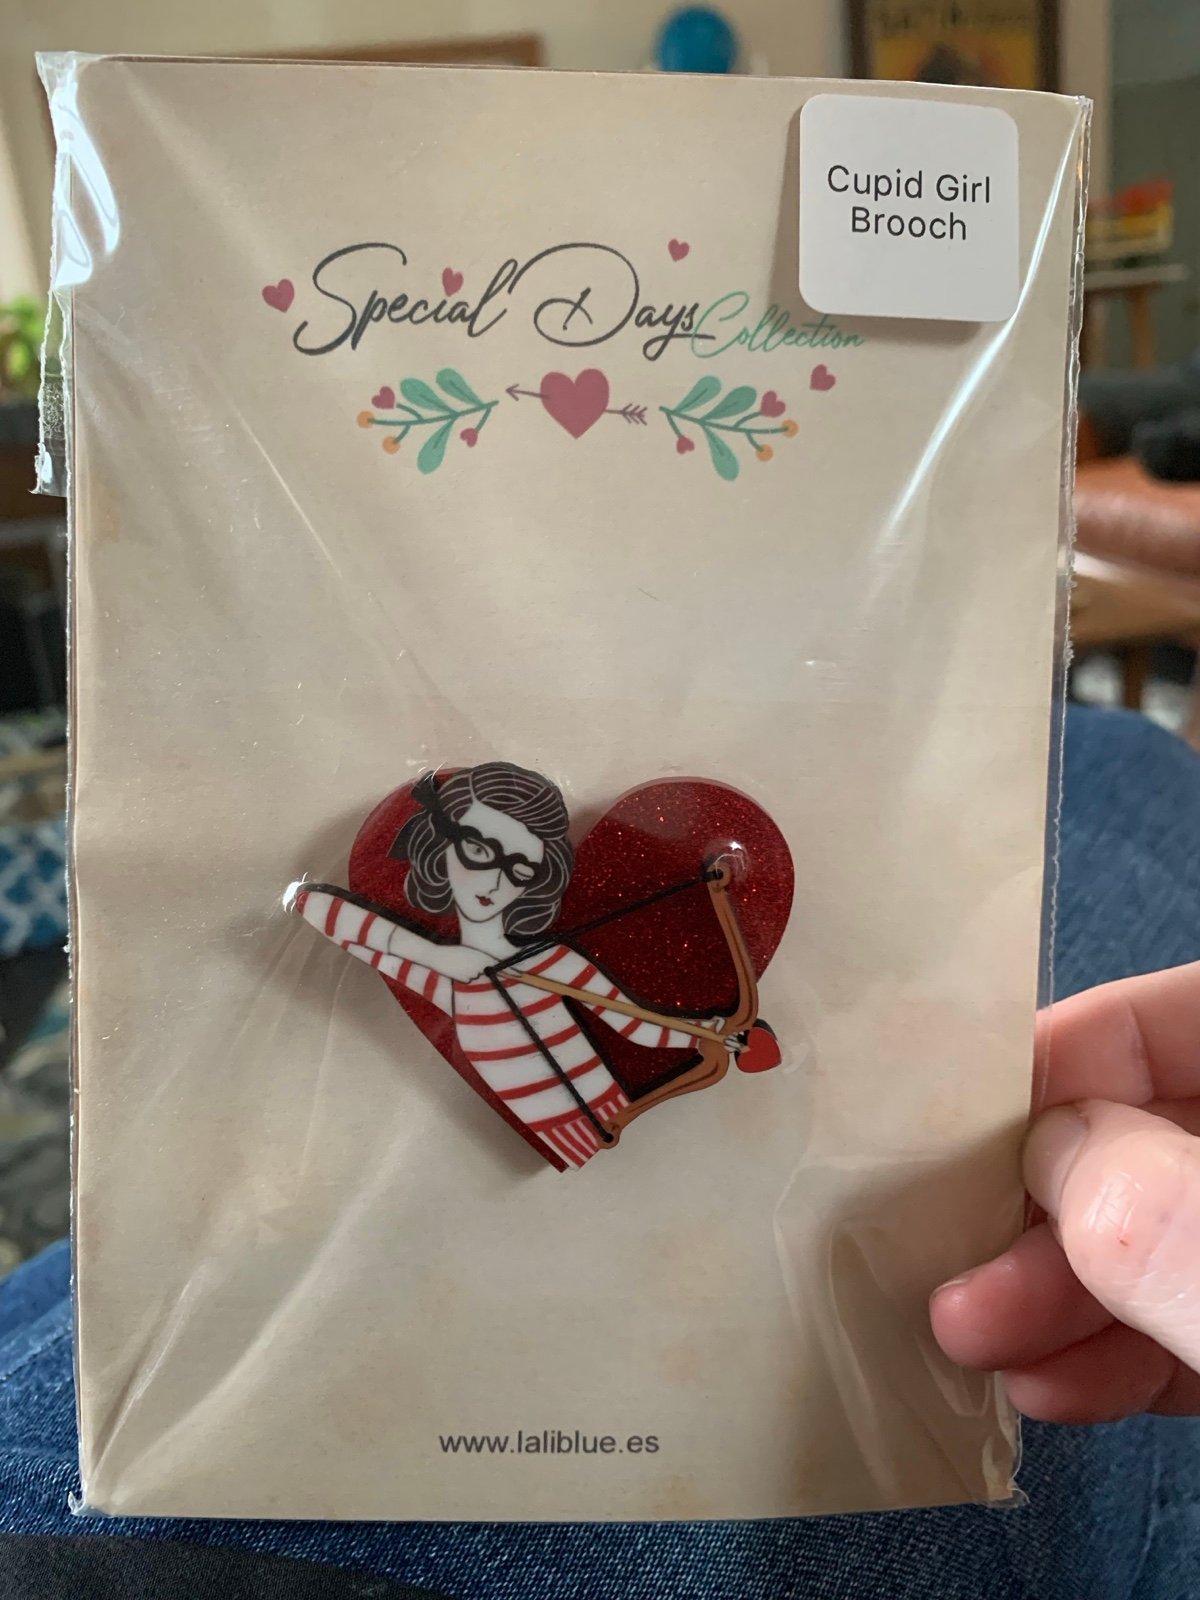 Cupid Girl
Brooch
Special Days Collection
www.laliblue.es